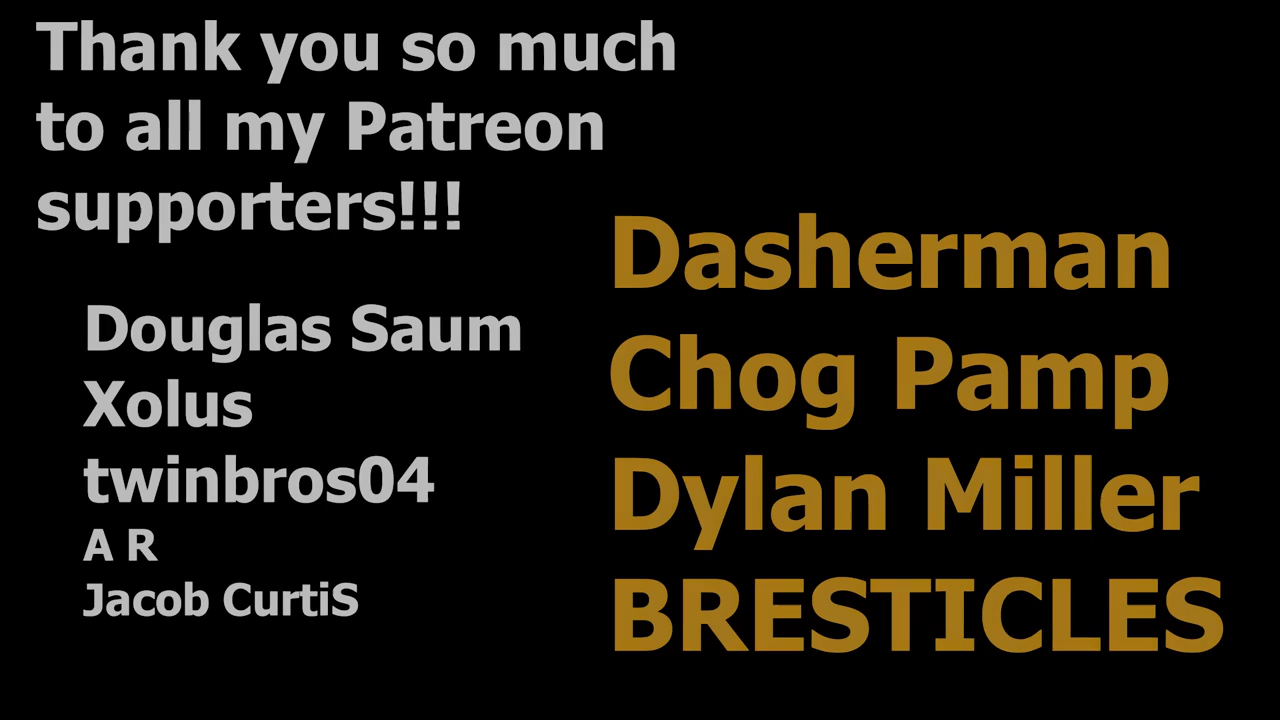 Thank you so much
to all my Patreon
supporters!!!
Douglas Saum
Xolus
twinbros04
A R
Jacob CurtiS
Dasherman
Chog Pamp
Dylan Miller
BRESTICLES